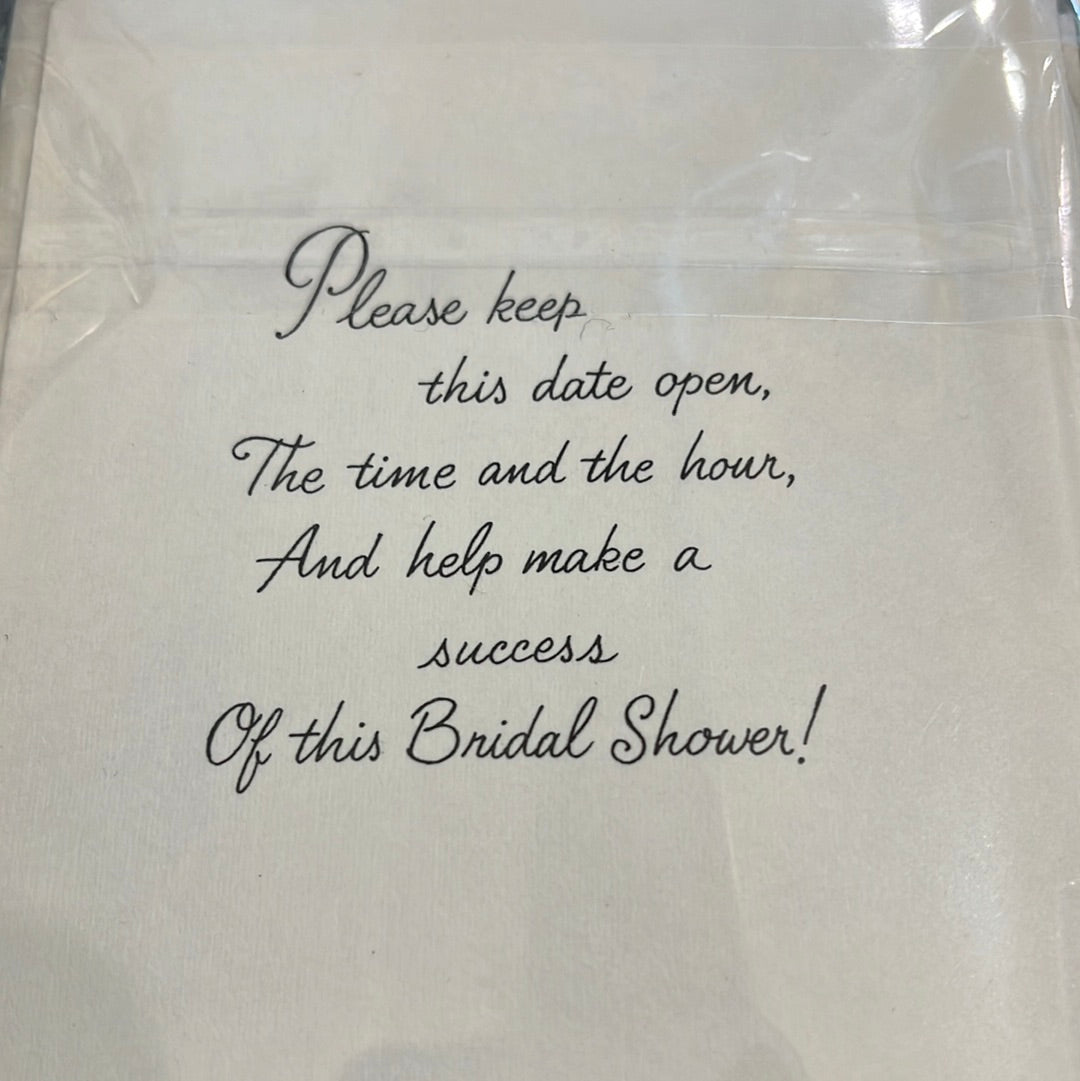 Please keep
this date open,
The time and the hour,
And help make a
success
Of this Bridal Shower!